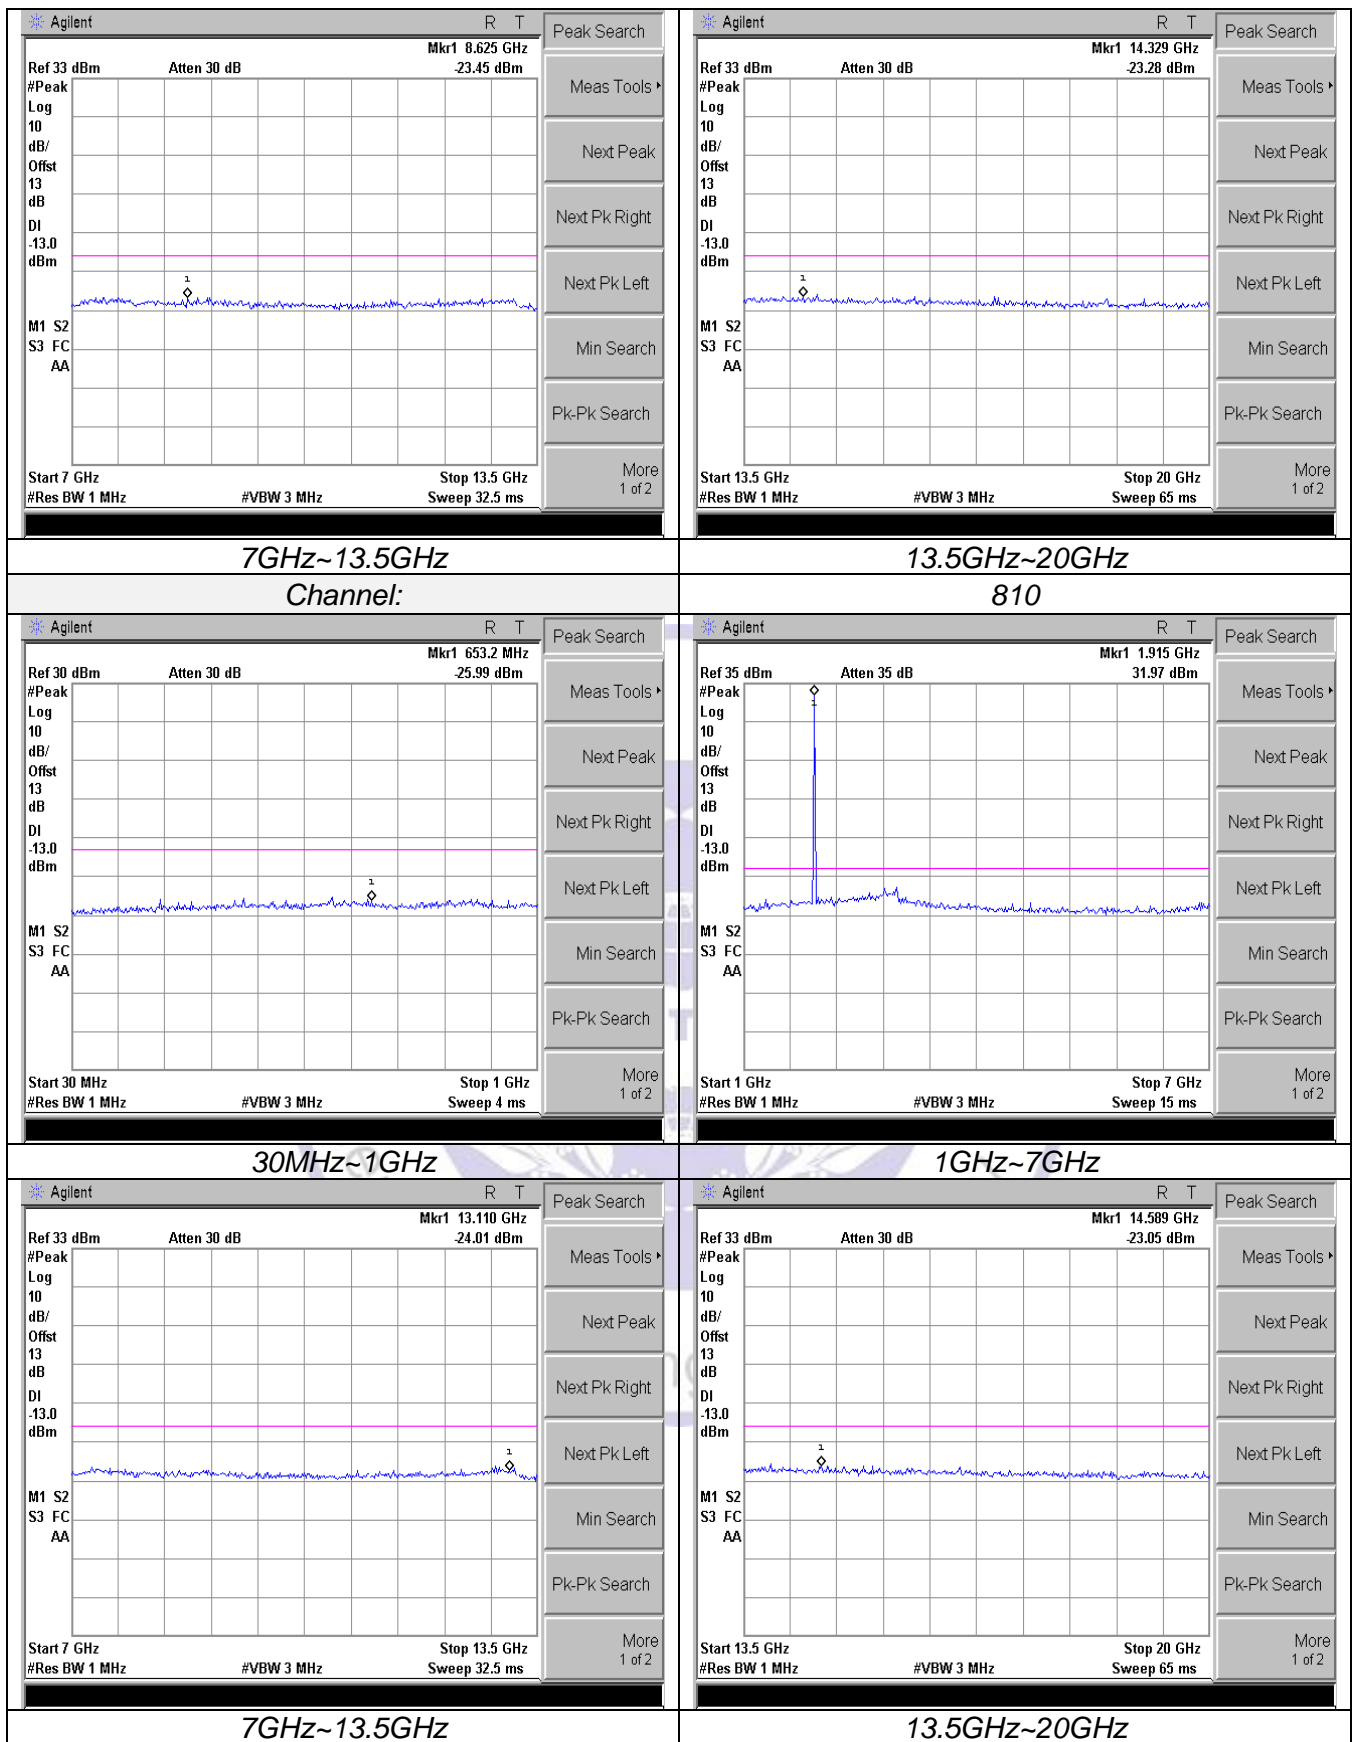 Agilent R T
Peak Search
Mkr1 8.625 GHz
Ref 33 dBm Atten 30 dB -23.45 dBm
#Peak
Log
10
dB/
Offst
13
dB
DI
-13.0
dBm
1
M1 S2
S3 FC
AA
Start 7 GHz Stop 13.5 GHz
#Res BW 1 MHz #VBW 3 MHz Sweep 32.5 ms
Meas Tools
Next Peak
Next Pk Right
Next Pk Left
Min Search
Pk-Pk Search
More
1 of 2
Agilent R T
Peak Search
Mkr1 14.329 GHz
Ref 33 dBm Atten 30 dB -23.28 dBm
#Peak
Log
10
dB/
Offst
13
dB
DI
-13.0
dBm
1
M1 S2
S3 FC
AA
Start 13.5 GHz Stop 20 GHz
#Res BW 1 MHz #VBW 3 MHz Sweep 65 ms
Meas Tools
Next Peak
Next Pk Right
Next Pk Left
Min Search
Pk-Pk Search
More
1 of 2
7GHz~13.5GHz 13.5GHz~20GHz
Channel: 810
Agilent R T
Peak Search
Mkr1 653.2 MHz
Ref 30 dBm Atten 30 dB -25.99 dBm
#Peak
Log
10
dB/
Offst
13
dB
DI
-13.0
dBm
1
M1 S2
S3 FC
AA
Start 30 MHz Stop 1 GHz
#Res BW 1 MHz #VBW 3 MHz Sweep 4 ms
Meas Tools
Next Peak
Next Pk Right
Next Pk Left
Min Search
Pk-Pk Search
More
1 of 2
Agilent R T
Peak Search
Mkr1 1.915 GHz
Ref 35 dBm Atten 35 dB 31.97 dBm
#Peak
Log
10
dB/
Offst
13
dB
DI
-13.0
dBm
1
M1 S2
S3 FC
AA
Start 1 GHz Stop 7 GHz
#Res BW 1 MHz #VBW 3 MHz Sweep 15 ms
Meas Tools
Next Peak
Next Pk Right
Next Pk Left
Min Search
Pk-Pk Search
More
1 of 2
30MHz~1GHz 1GHz~7GHz
Agilent R T
Peak Search
Mkr1 13.110 GHz
Ref 33 dBm Atten 30 dB -24.01 dBm
#Peak
Log
10
dB/
Offst
13
dB
DI
-13.0
dBm
1
M1 S2
S3 FC
AA
Start 7 GHz Stop 13.5 GHz
#Res BW 1 MHz #VBW 3 MHz Sweep 32.5 ms
Meas Tools
Next Peak
Next Pk Right
Next Pk Left
Min Search
Pk-Pk Search
More
1 of 2
Agilent R T
Peak Search
Mkr1 14.589 GHz
Ref 33 dBm Atten 30 dB -23.05 dBm
#Peak
Log
10
dB/
Offst
13
dB
DI
-13.0
dBm
1
M1 S2
S3 FC
AA
Start 13.5 GHz Stop 20 GHz
#Res BW 1 MHz #VBW 3 MHz Sweep 65 ms
Meas Tools
Next Peak
Next Pk Right
Next Pk Left
Min Search
Pk-Pk Search
More
1 of 2
7GHz~13.5GHz 13.5GHz~20GHz